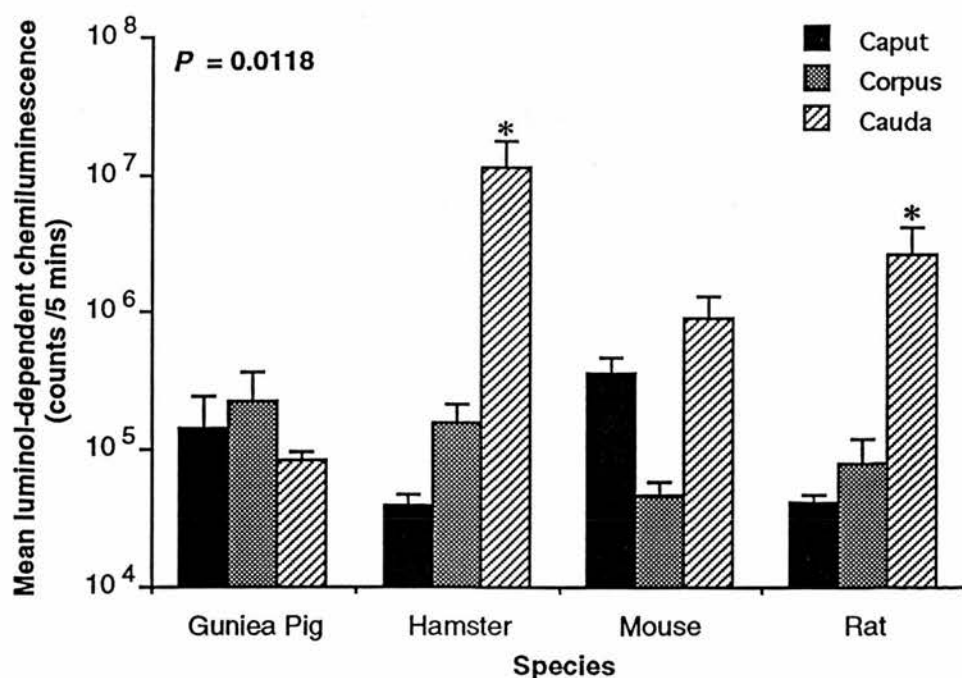 Mean luminol-dependent chemiluminescence
(counts /5 mins)
10^8
10^7
10^6
10^5
10^4
P = 0.0118
Caput
Corpus
Cauda
*
*
Guniea Pig
Hamster
Mouse
Rat
Species